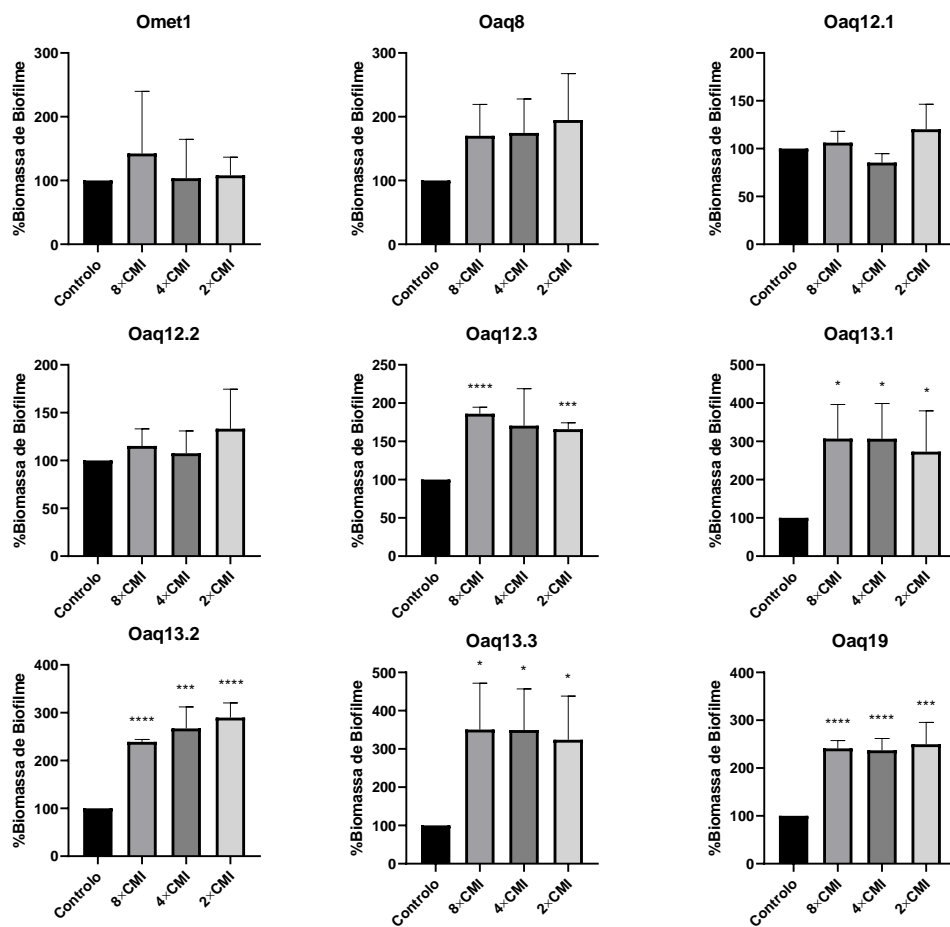 Omet1
%Biomassa de Biofilme
300
200
100
0
Controlo
8×CMI
4×CMI
2×CMI
Oaq8
%Biomassa de Biofilme
300
200
100
0
Controlo
8×CMI
4×CMI
2×CMI
Oaq12.1
%Biomassa de Biofilme
200
150
100
50
0
Controlo
8×CMI
4×CMI
2×CMI
Oaq12.2
%Biomassa de Biofilme
200
150
100
50
0
Controlo
8×CMI
4×CMI
2×CMI
Oaq12.3
%Biomassa de Biofilme
250
200
150
100
50
0
****
***
Controlo
8×CMI
4×CMI
2×CMI
Oaq13.1
%Biomassa de Biofilme
500
400
300
200
100
0
*
*
*
Controlo
8×CMI
4×CMI
2×CMI
Oaq13.2
%Biomassa de Biofilme
400
300
200
100
0
****
***
****
Controlo
8×CMI
4×CMI
2×CMI
Oaq13.3
%Biomassa de Biofilme
500
400
300
200
100
0
*
*
*
Controlo
8×CMI
4×CMI
2×CMI
Oaq19
%Biomassa de Biofilme
400
300
200
100
0
****
****
***
Controlo
8×CMI
4×CMI
2×CMI